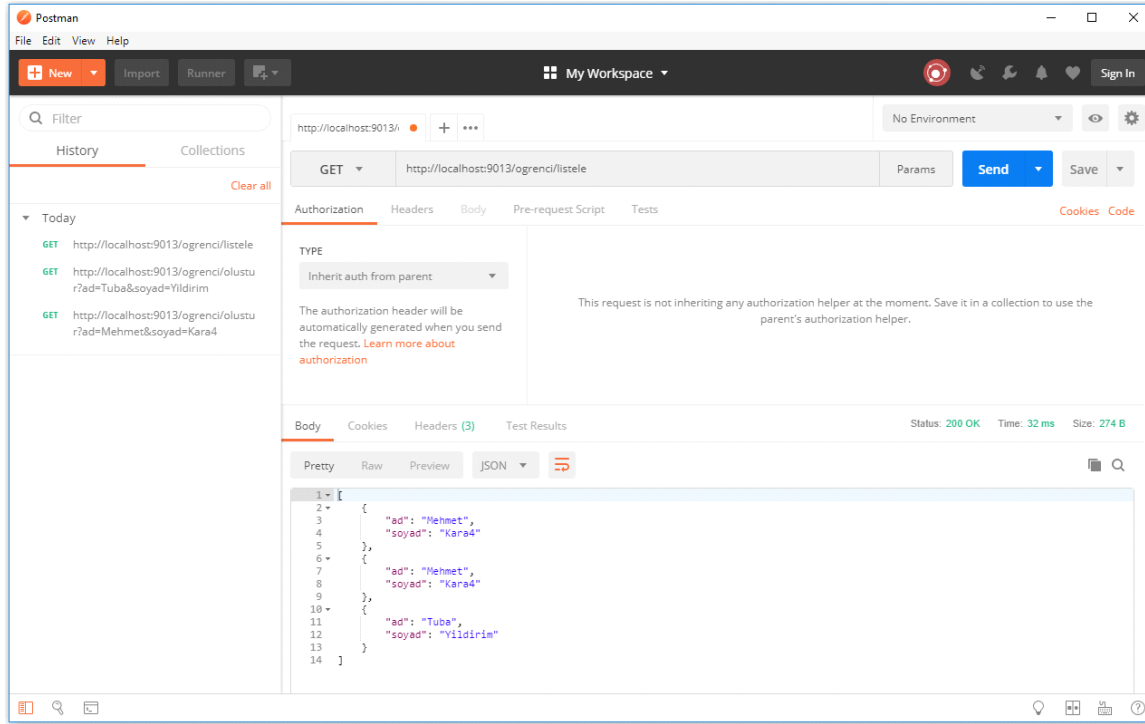 Postman
File Edit View Help
New Import Runner My Workspace Sign In
Filter
History Collections
Clear all
Today
GET http://localhost:9013/ogrenci/listele
GET http://localhost:9013/ogrenci/olustu
r?ad=Tuba&soyad=Yildirim
GET http://localhost:9013/ogrenci/olustu
r?ad=Mehmet&soyad=Kara4
http://localhost:9013/
No Environment
GET http://localhost:9013/ogrenci/listele Params Send Save
Authorization Headers Body Pre-request Script Tests Cookies Code
TYPE
Inherit auth from parent
The authorization header will be
automatically generated when you send
the request. Learn more about
authorization
This request is not inheriting any authorization helper at the moment. Save it in a collection to use the
parent's authorization helper.
Body Cookies Headers (3) Test Results Status: 200 OK Time: 32 ms Size: 274 B
Pretty Raw Preview JSON
1 [
2 {
3 "ad": "Mehmet",
4 "soyad": "Kara4"
5 },
6 {
7 "ad": "Mehmet",
8 "soyad": "Kara4"
9 },
10 {
11 "ad": "Tuba",
12 "soyad": "Yildirim"
13 }
14 ]